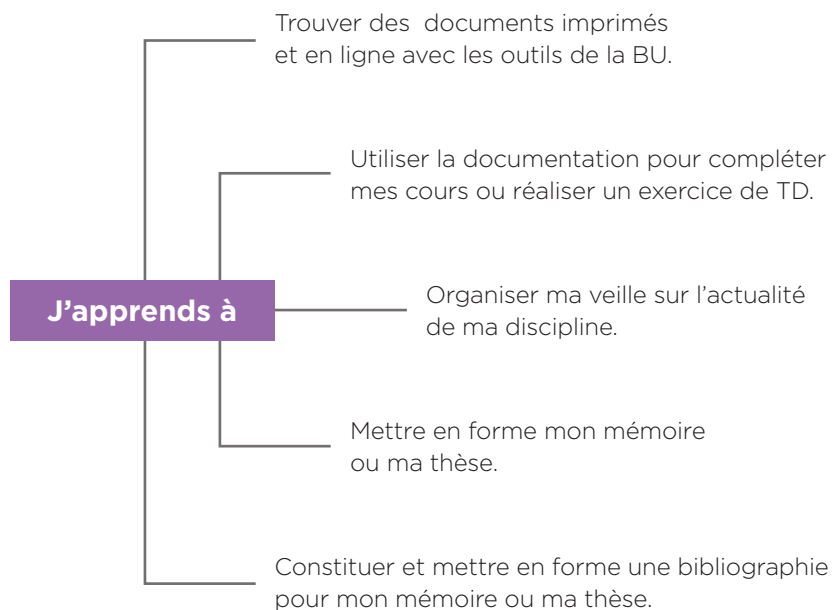 Trouver des documents imprimés
et en ligne avec les outils de la BU.
Utiliser la documentation pour compléter
mes cours ou réaliser un exercice de TD.
J’apprends à
Organiser ma veille sur l’actualité
de ma discipline.
Mettre en forme mon mémoire
ou ma thèse.
Constituer et mettre en forme une bibliographie
pour mon mémoire ou ma thèse.